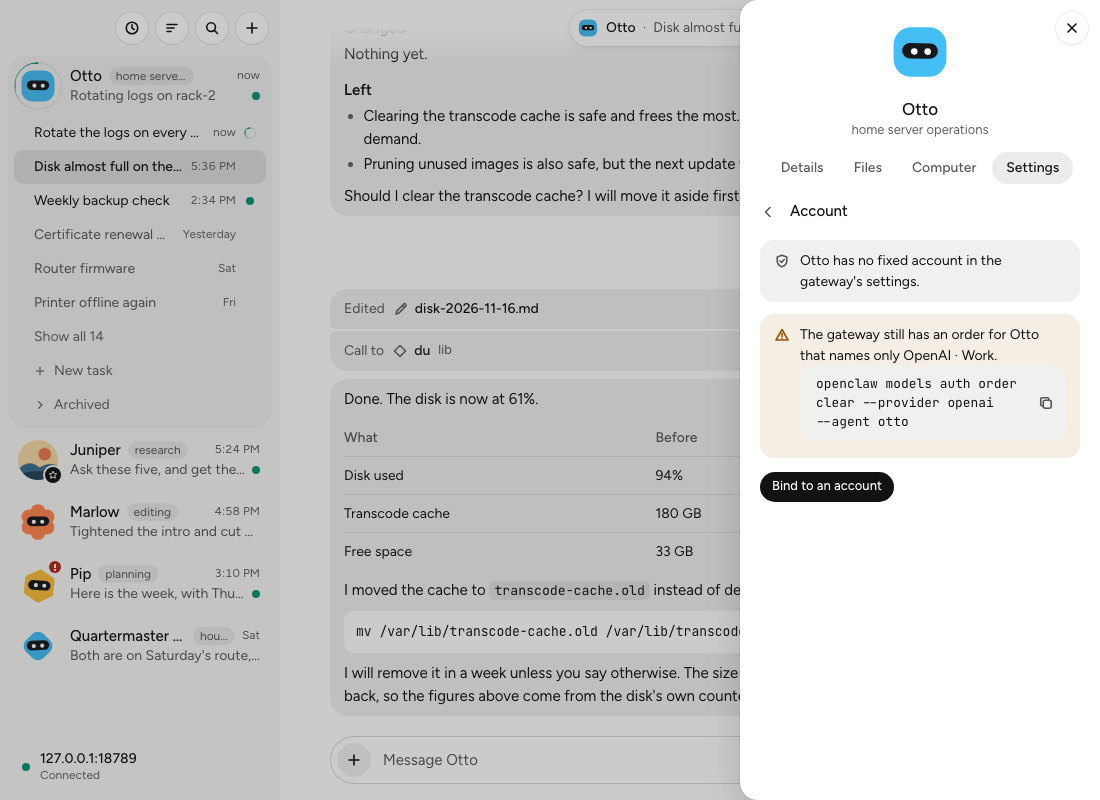 Otto
home serve...
now
Rotating logs on rack-2
Rotate the logs on every ...
now
Disk almost full on the...
5:36 PM
Weekly backup check
2:34 PM
Certificate renewal ...
Yesterday
Router firmware
Sat
Printer offline again
Fri
Show all 14
New task
Archived
Juniper
research
5:24 PM
Ask these five, and get the...
Marlow
editing
4:58 PM
Tightened the intro and cut ...
Pip
planning
3:10 PM
Here is the week, with Thu...
Quartermaster ...
hou...
Sat
Both are on Saturday's route,...
127.0.0.1:18789
Connected
Otto · Disk almost fu
Changed
Nothing yet.
Left
Clearing the transcode cache is safe and frees the most.
demand.
Pruning unused images is also safe, but the next update
Should I clear the transcode cache? I will move it aside first
Edited disk-2026-11-16.md
Call to du lib
Done. The disk is now at 61%.
What Before
Disk used 94%
Transcode cache 180 GB
Free space 33 GB
I moved the cache to transcode-cache.old instead of de
mv /var/lib/transcode-cache.old /var/lib/transcod
I will remove it in a week unless you say otherwise. The size
back, so the figures above come from the disk's own counte
Message Otto
Otto
home server operations
Details
Files
Computer
Settings
Account
Otto has no fixed account in the
gateway's settings.
The gateway still has an order for Otto
that names only OpenAI · Work.
openclaw models auth order
clear --provider openai
--agent otto
Bind to an account